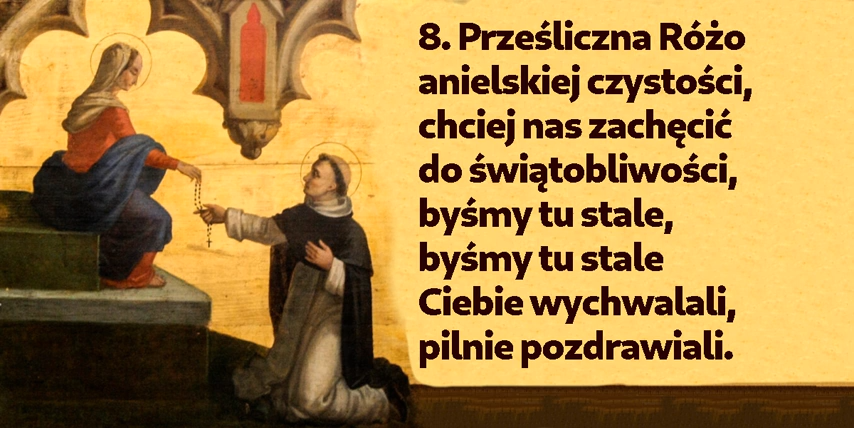 8. Prześliczna Różo
anielskiej czystości,
chciej nas zachęcić
do świątobliwości,
byśmy tu stale,
byśmy tu stale
Ciebie wychwalali,
pilnie pozdrawiali.